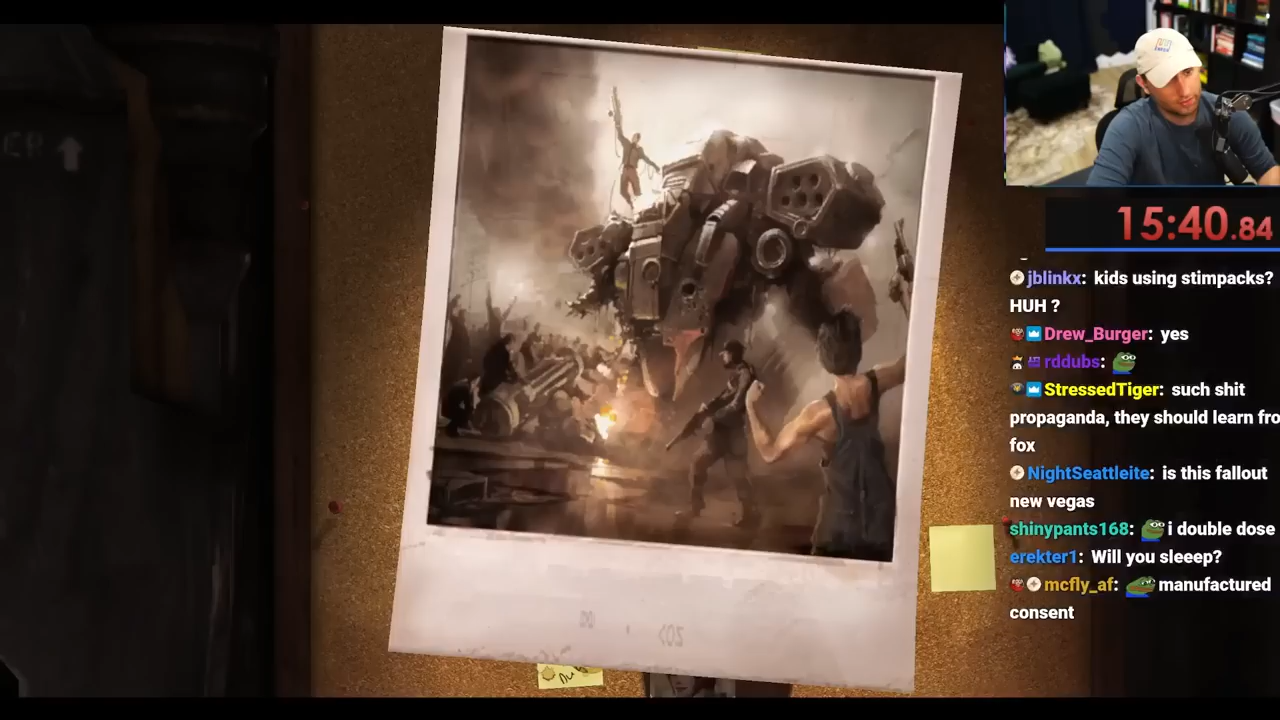 15:40.84
jblinkx: kids using stimpacks?
HUH ?
Drew_Burger: yes
rddubs:
StressedTiger: such shit
propaganda, they should learn fro
fox
NightSeattleite: is this fallout
new vegas
shinypants168: i double dose
erekter1: Will you sleeep?
mcfly_af: manufactured
consent